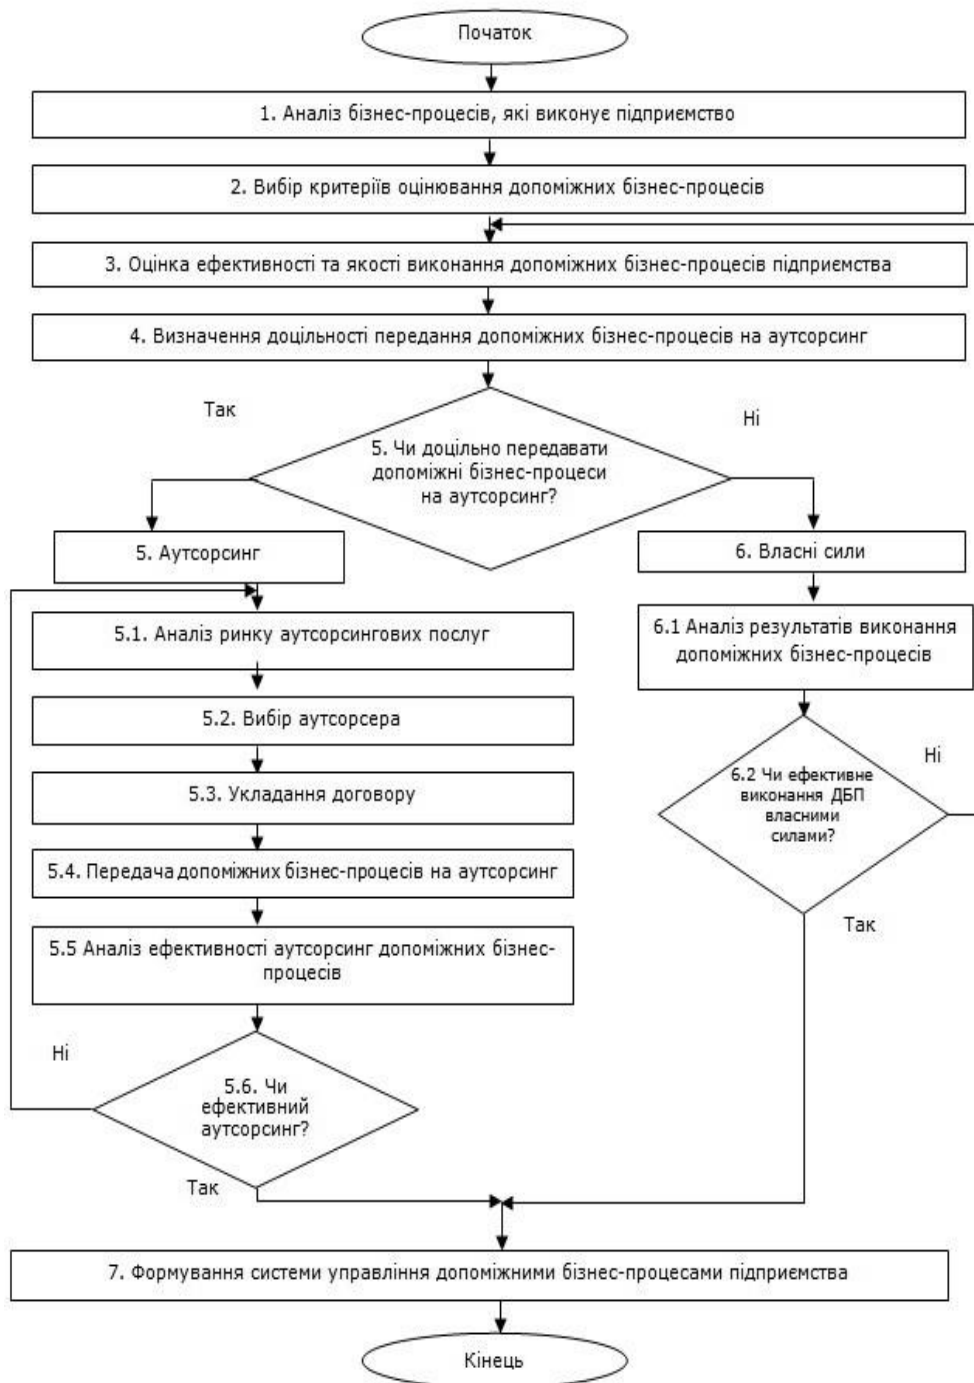 Початок
1. Аналіз бізнес-процесів, які виконує підприємство
2. Вибір критеріїв оцінювання допоміжних бізнес-процесів
3. Оцінка ефективності та якості виконання допоміжних бізнес-процесів підприємства
4. Визначення доцільності передання допоміжних бізнес-процесів на аутсорсинг
Так
Ні
5. Чи доцільно передавати
допоміжні бізнес-процеси
на аутсорсинг?
5. Аутсорсинг
5.1. Аналіз ринку аутсорсингових послуг
5.2. Вибір аутсорсера
5.3. Укладання договору
5.4. Передача допоміжних бізнес-процесів на аутсорсинг
5.5 Аналіз ефективності аутсорсинг допоміжних бізнес-
процесів
Ні
5.6. Чи
ефективний
аутсорсинг?
Так
6. Власні сили
6.1 Аналіз результатів виконання
допоміжних бізнес-процесів
Ні
6.2 Чи ефективне
виконання ДБП
власними
силами?
Так
7. Формування системи управління допоміжними бізнес-процесами підприємства
Кінець